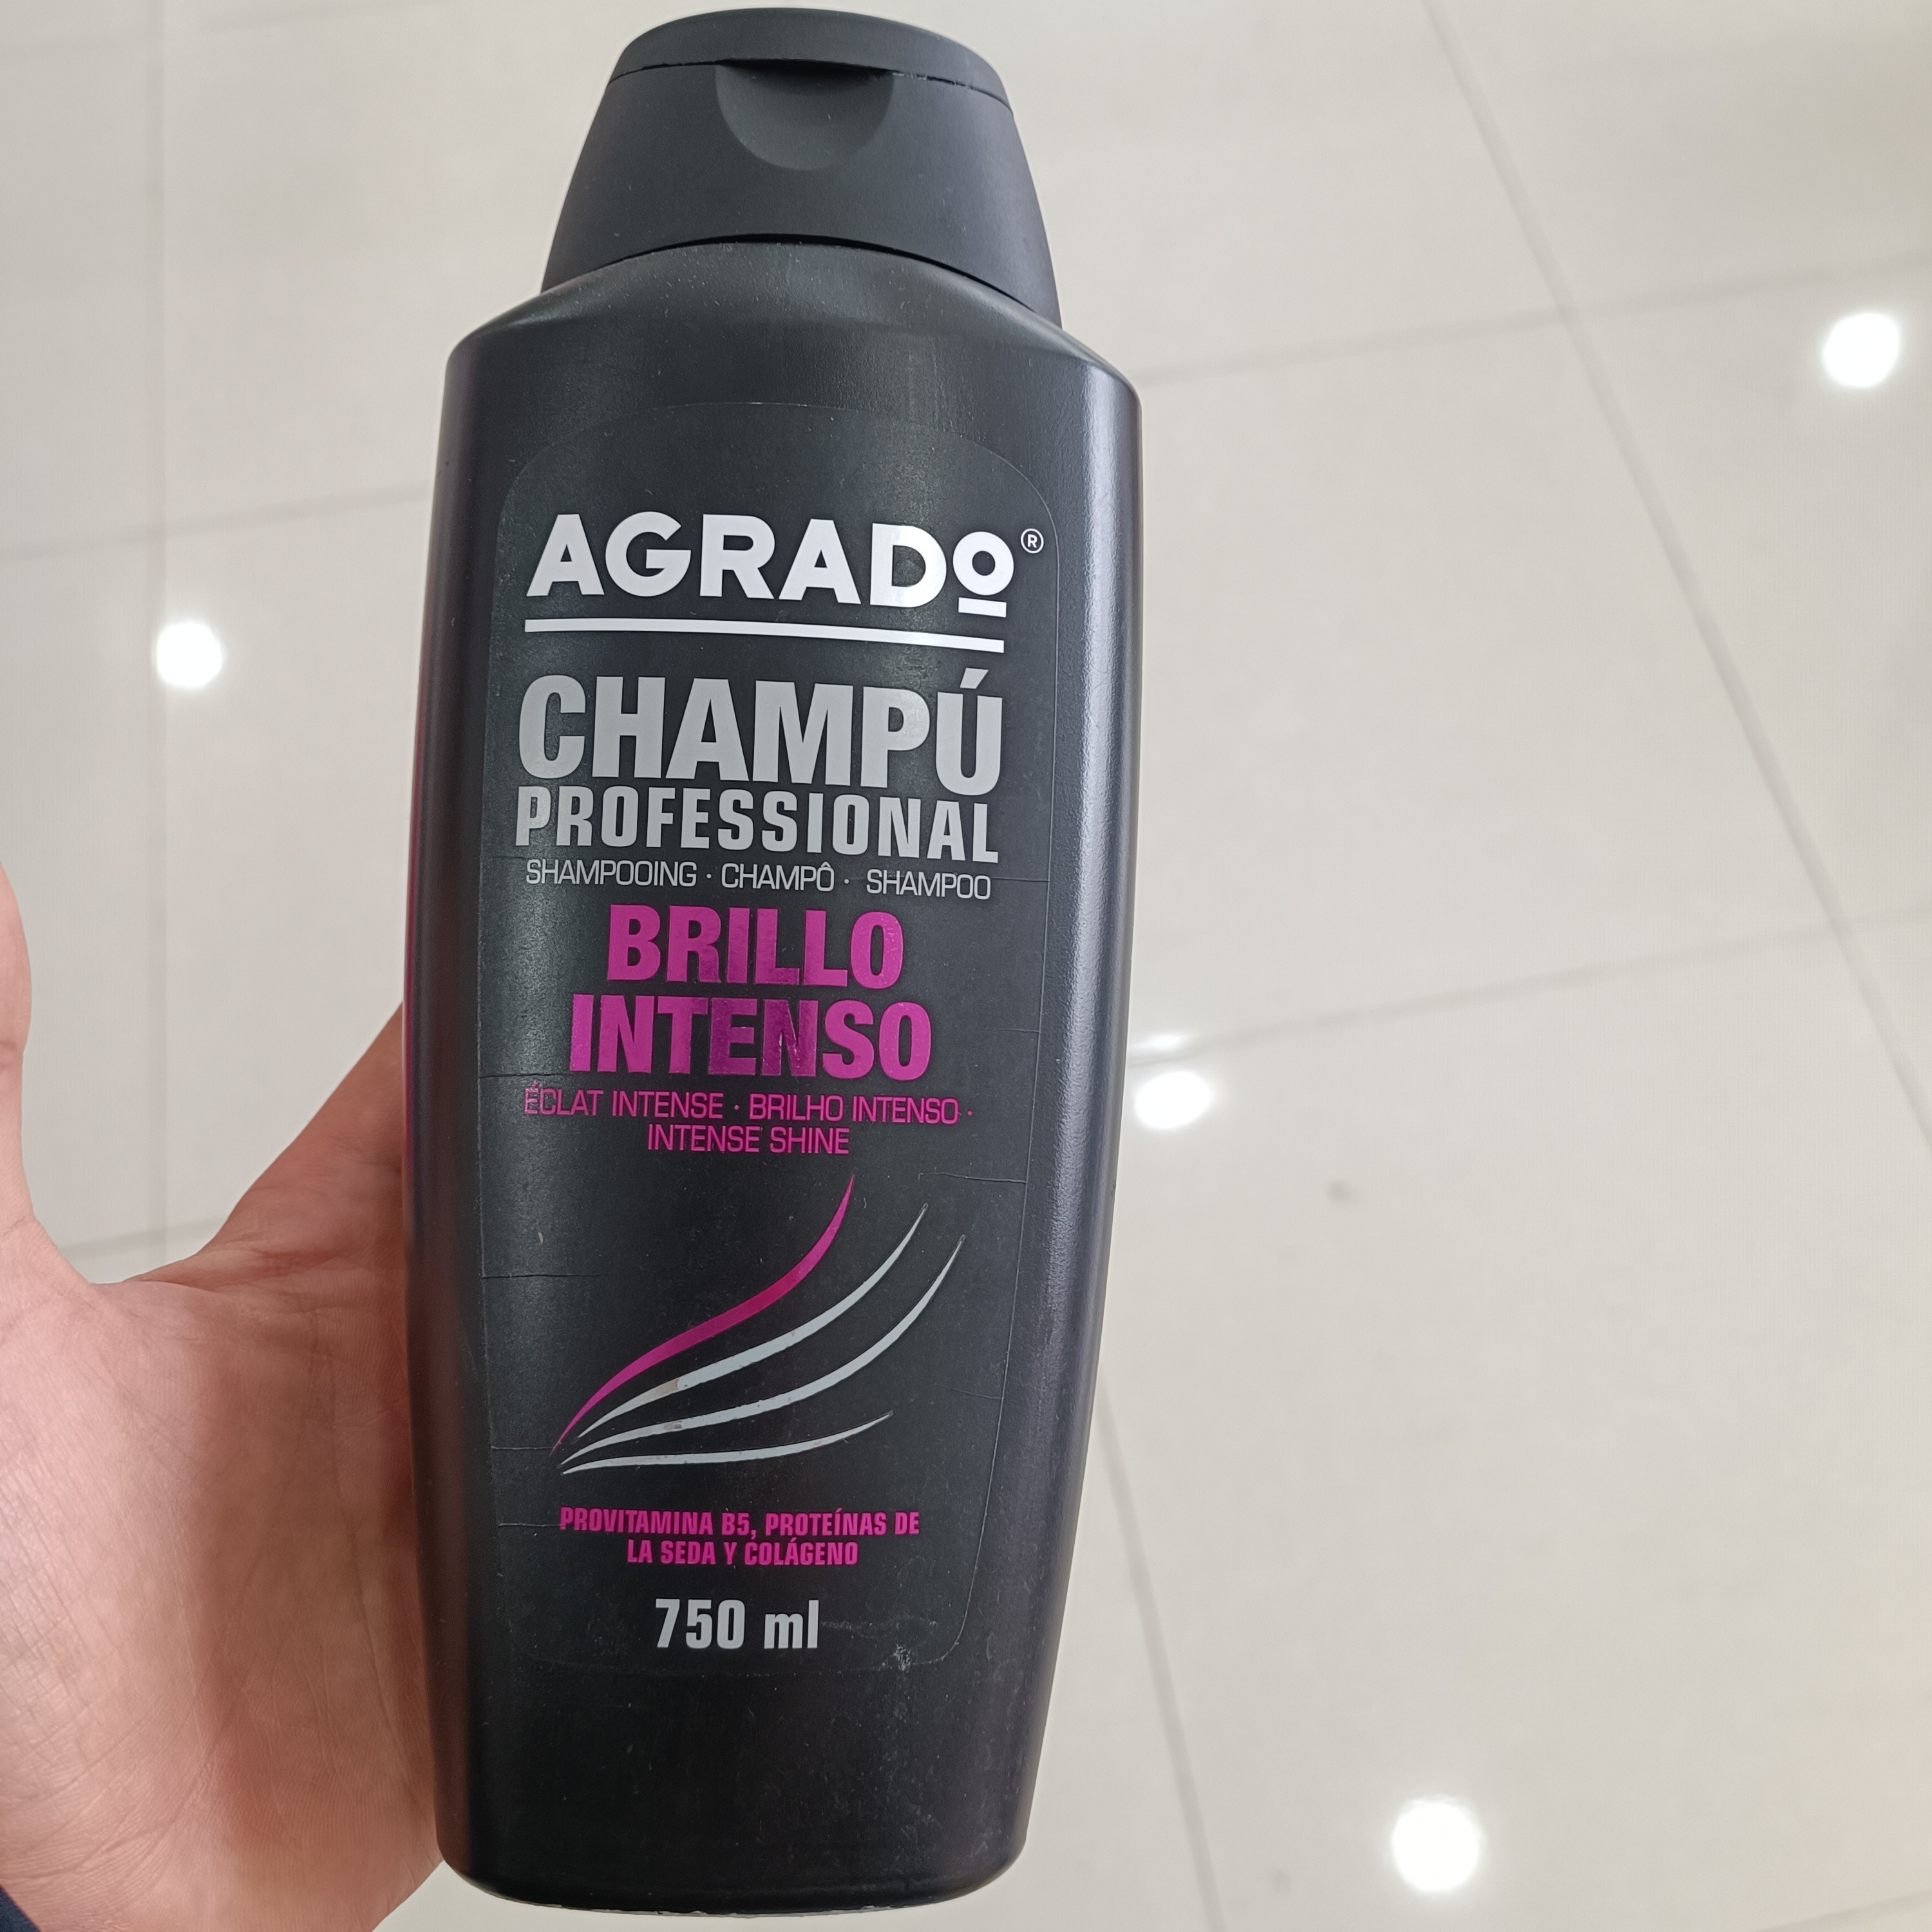 AGRADO®
CHAMPÚ
PROFESSIONAL
SHAMPOOING · CHAMPÔ · SHAMPOO
BRILLO
INTENSO
ÉCLAT INTENSE · BRILHO INTENSO ·
INTENSE SHINE
PROVITAMINA B5, PROTEÍNAS DE
LA SEDA Y COLÁGENO
750 ml